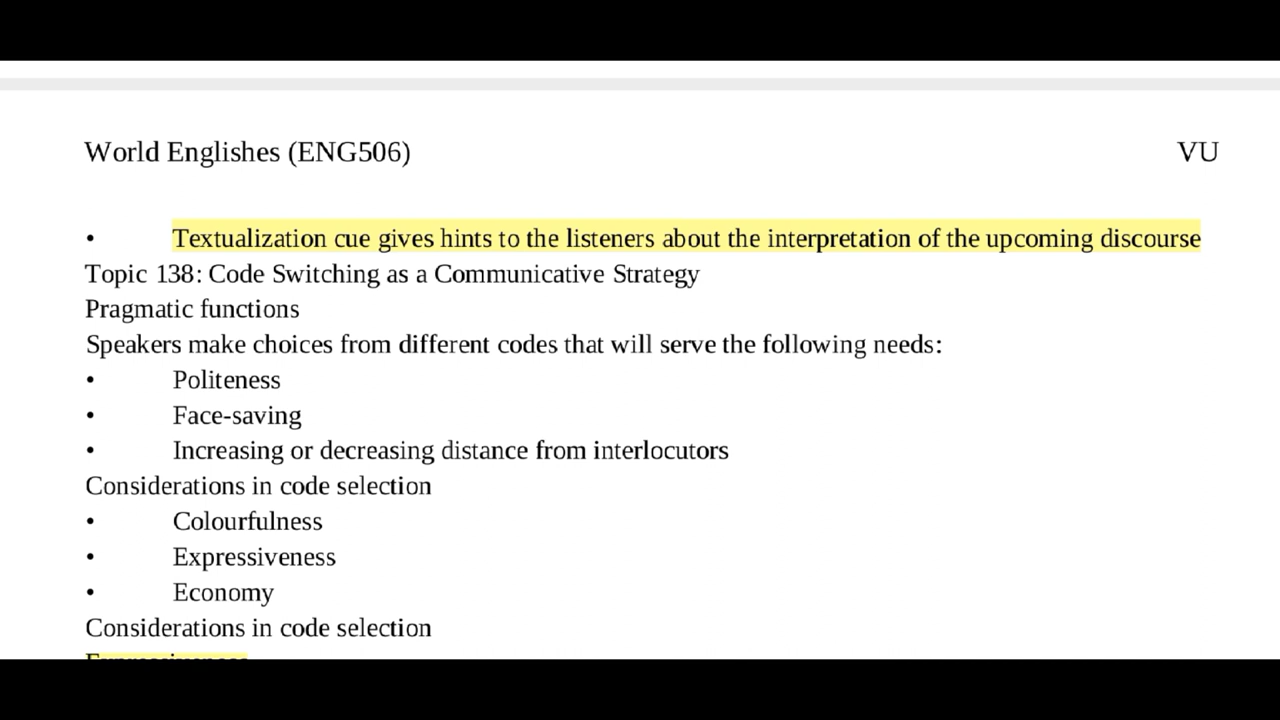 World Englishes (ENG506) VU
• Textualization cue gives hints to the listeners about the interpretation of the upcoming discourse
Topic 138: Code Switching as a Communicative Strategy
Pragmatic functions
Speakers make choices from different codes that will serve the following needs:
• Politeness
• Face-saving
• Increasing or decreasing distance from interlocutors
Considerations in code selection
• Colourfulness
• Expressiveness
• Economy
Considerations in code selection